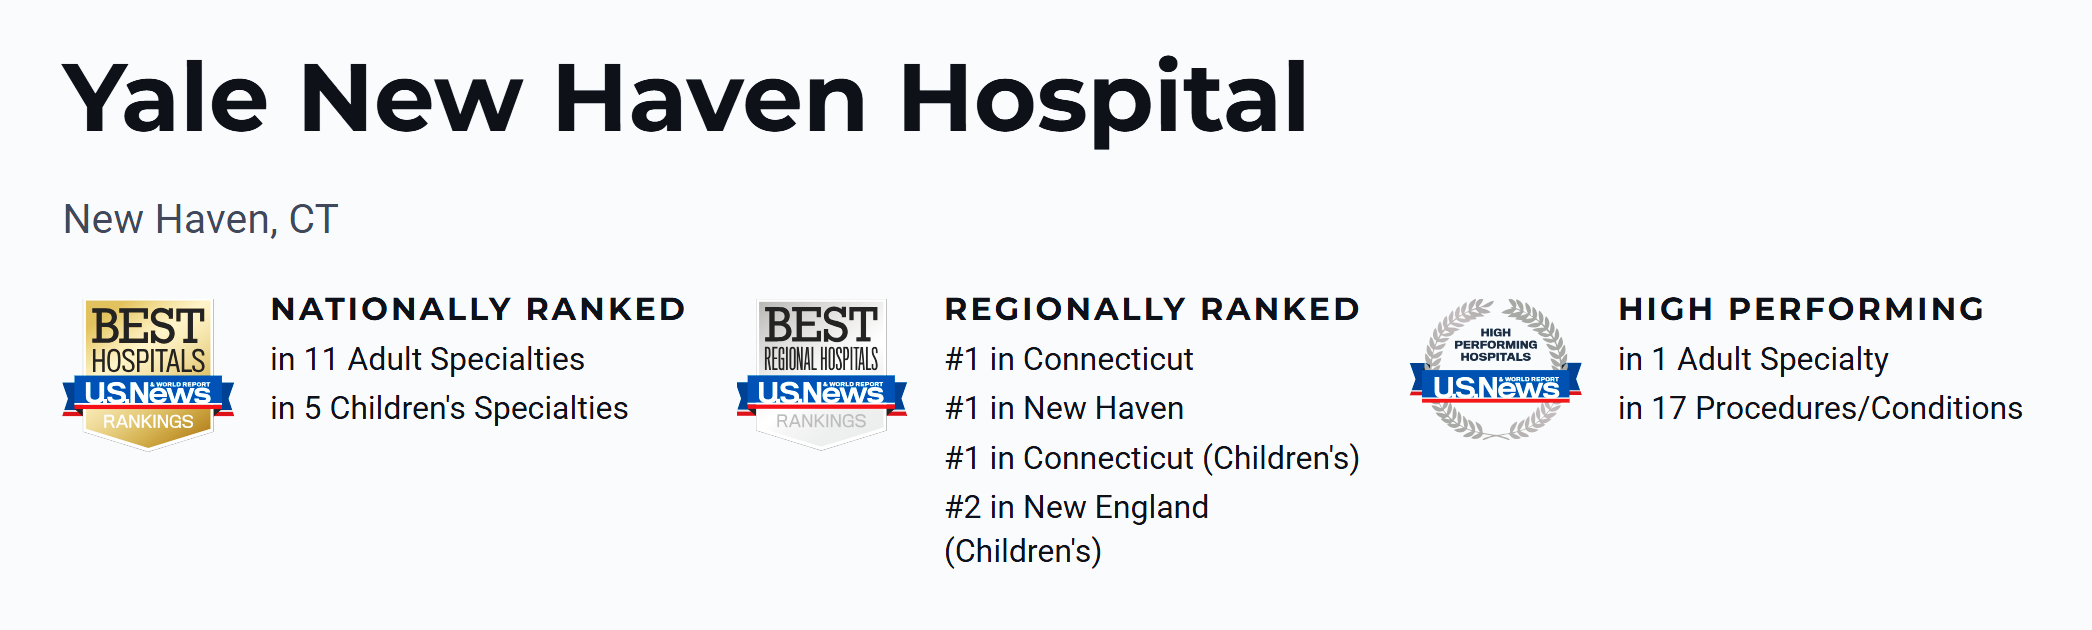 Yale New Haven Hospital
New Haven, CT
BEST
HOSPITALS
U.S.News
& WORLD REPORT
RANKINGS
NATIONALLY RANKED
in 11 Adult Specialties
in 5 Children's Specialties
BEST
REGIONAL HOSPITALS
U.S.News
& WORLD REPORT
RANKINGS
REGIONALLY RANKED
#1 in Connecticut
#1 in New Haven
#1 in Connecticut (Children's)
#2 in New England
(Children's)
HIGH
PERFORMING
HOSPITALS
U.S.News
& WORLD REPORT
HIGH PERFORMING
in 1 Adult Specialty
in 17 Procedures/Conditions